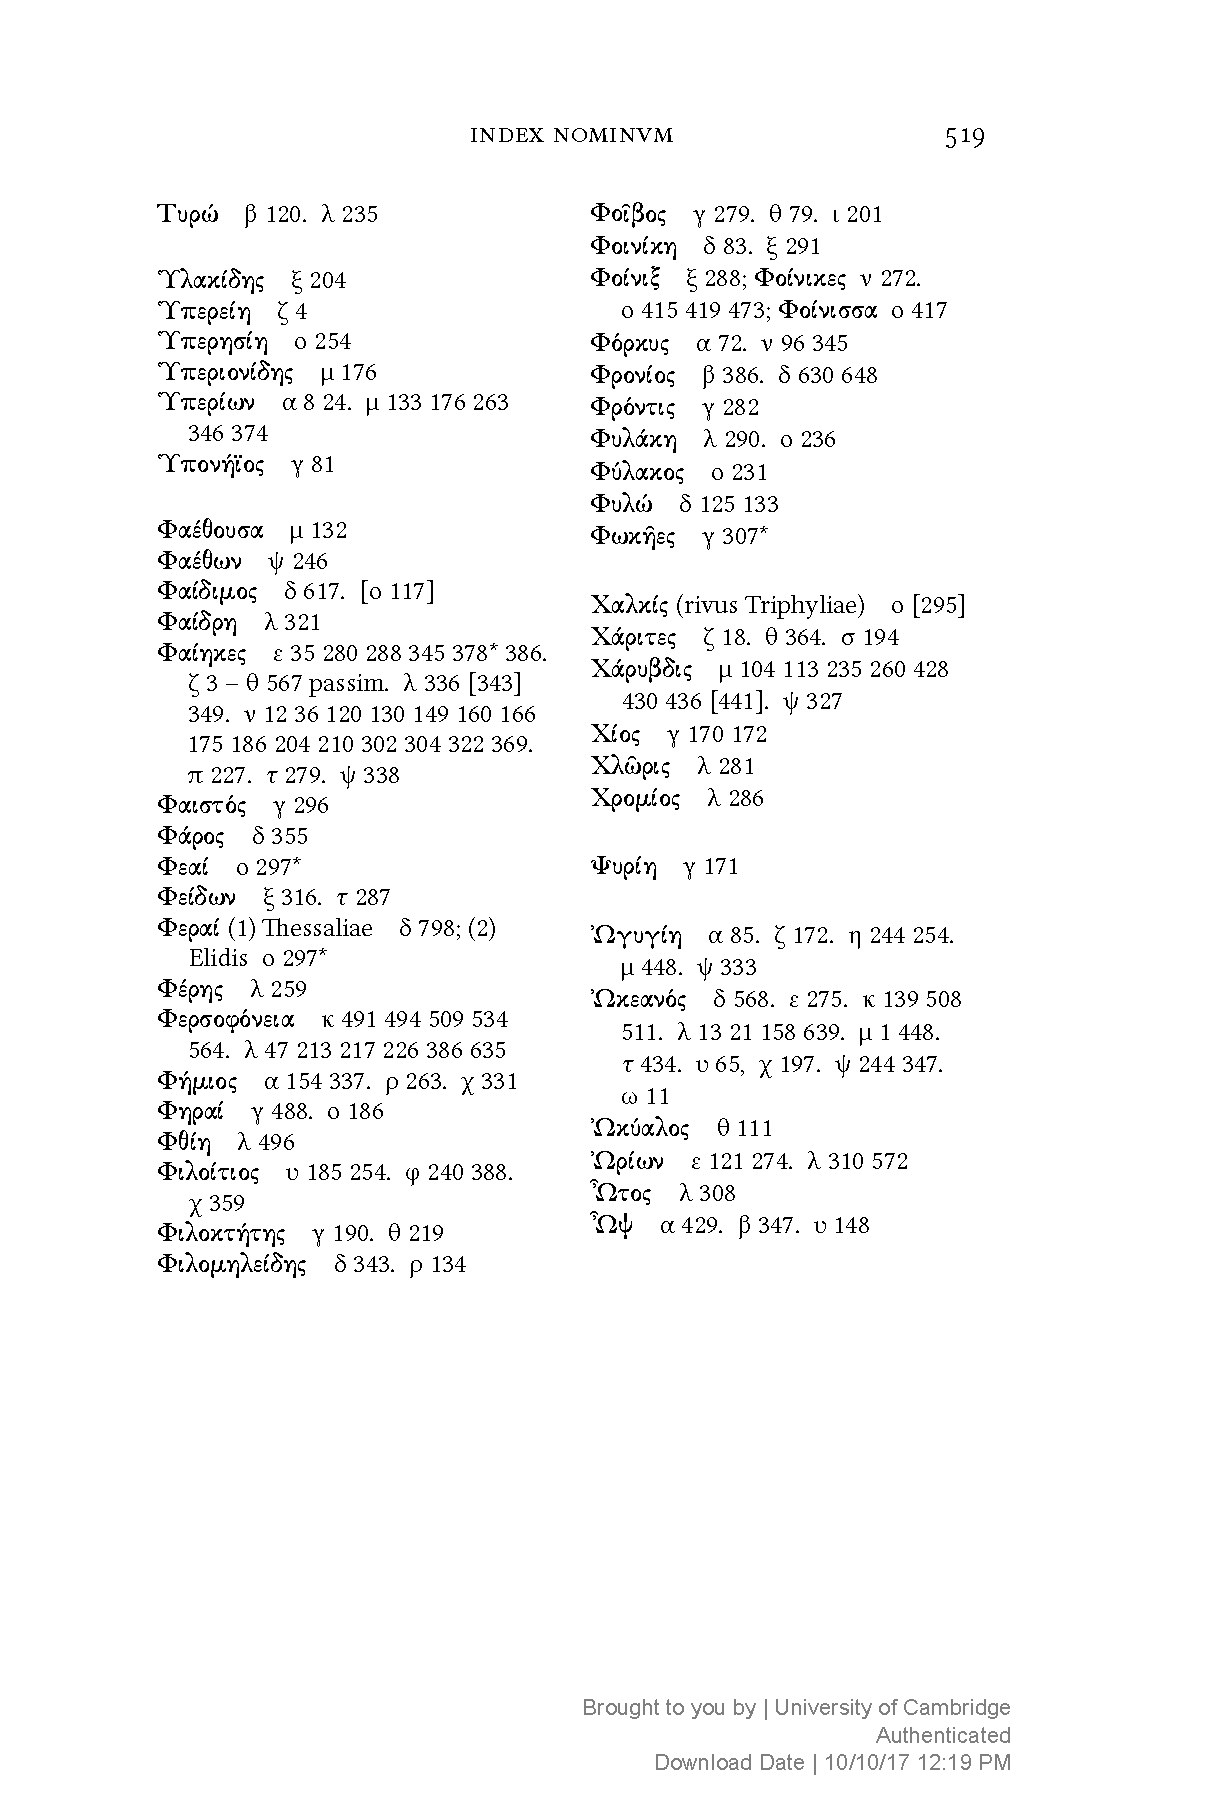 INDEX NOMINVM 519
Τυρώ β 120. λ 235
Ὑλακίδης ξ 204
Ὑπερείη ζ 4
Ὑπερησίη ο 254
Ὑπεριονίδης μ 176
Ὑπερίων α 8 24. μ 133 176 263
346 374
Ὑπονήϊος γ 81
Φαέθουσα μ 132
Φαέθων ψ 246
Φαίδιμος δ 617. [ο 117]
Φαίδρη λ 321
Φαίηκες ε 35 280 288 345 378* 386.
ζ 3 – θ 567 passim. λ 336 [343]
349. ν 12 36 120 130 149 160 166
175 186 204 210 302 304 322 369.
π 227. τ 279. ψ 338
Φαιστός γ 296
Φάρος δ 355
Φεαί ο 297*
Φείδων ξ 316. τ 287
Φεραί (1) Thessaliae δ 798; (2)
Elidis ο 297*
Φέρης λ 259
Φερσοφόνεια κ 491 494 509 534
564. λ 47 213 217 226 386 635
Φήμιος α 154 337. ρ 263. χ 331
Φηραί γ 488. ο 186
Φθίη λ 496
Φιλοίτιος υ 185 254. φ 240 388.
χ 359
Φιλοκτήτης γ 190. θ 219
Φιλομηλείδης δ 343. ρ 134
Φοῖβος γ 279. θ 79. ι 201
Φοινίκη δ 83. ξ 291
Φοίνιξ ξ 288; Φοίνικες ν 272.
ο 415 419 473; Φοίνισσα ο 417
Φόρκυς α 72. ν 96 345
Φρονίος β 386. δ 630 648
Φρόντις γ 282
Φυλάκη λ 290. ο 236
Φύλακος ο 231
Φυλώ δ 125 133
Φωκῆες γ 307*
Χαλκίς (rivus Triphyliae) ο [295]
Χάριτες ζ 18. θ 364. σ 194
Χάρυβδις μ 104 113 235 260 428
430 436 [441]. ψ 327
Χίος γ 170 172
Χλῶρις λ 281
Χρομίος λ 286
Ψυρίη γ 171
Ὠγυγίη α 85. ζ 172. η 244 254.
μ 448. ψ 333
Ὠκεανός δ 568. ε 275. κ 139 508
511. λ 13 21 158 639. μ 1 448.
τ 434. υ 65, χ 197. ψ 244 347.
ω 11
Ὠκύαλος θ 111
Ὠρίων ε 121 274. λ 310 572
Ὦτος λ 308
Ὦψ α 429. β 347. υ 148
Brought to you by | University of Cambridge
Authenticated
Download Date | 10/10/17 12:19 PM